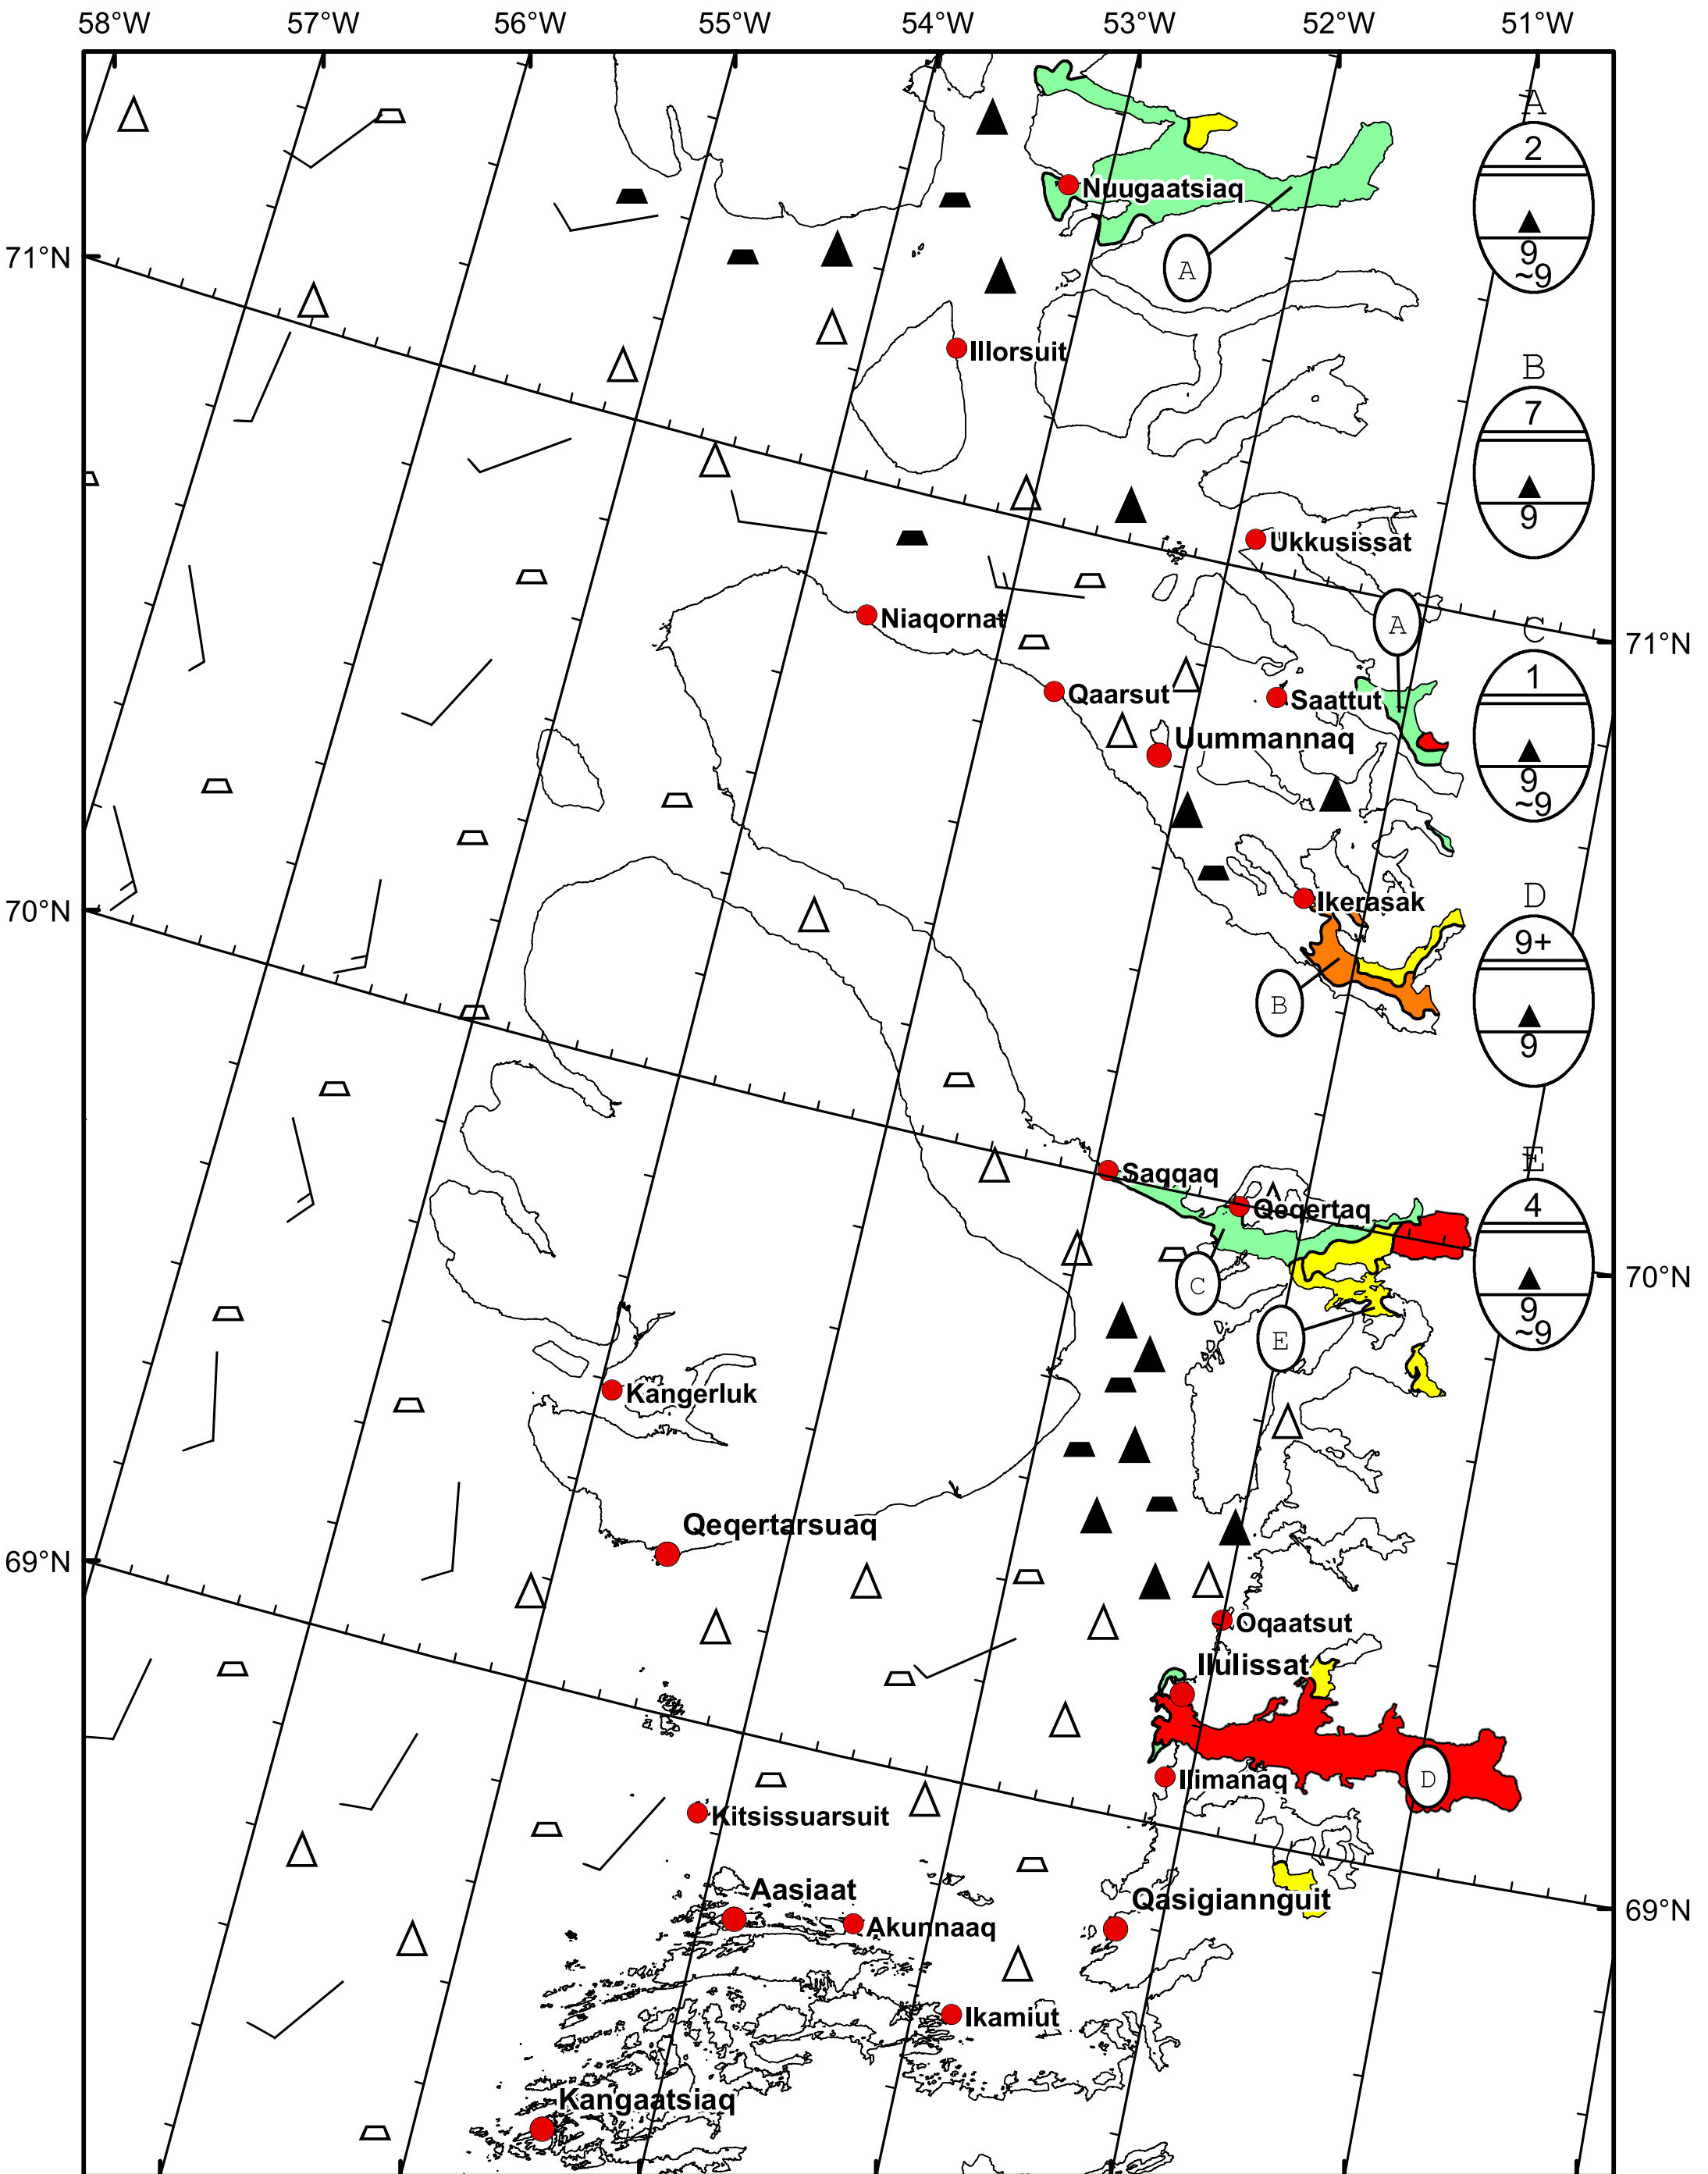 58°W 57°W 56°W 55°W 54°W 53°W 52°W 51°W
A
2
9
~9
Nuugaatsiaq
A
71°N
Illorsuit
B
7
9
Ukkusissat
Niaqornat
A
C
71°N
1
9
~9
Qaarsut
Saattut
Uummannaq
Ikerasak
70°N
D
9+
9
B
Saqqaq
E
4
9
~9
Qeqertaq
70°N
C
E
Kangerluk
Qeqertarsuaq
69°N
Oqaatsut
Ilulissat
Ilimanaq
D
Kitsissuarsuit
Aasiaat
Qasigiannguit
69°N
Akunnaaq
Ikamiut
Kangaatsiaq